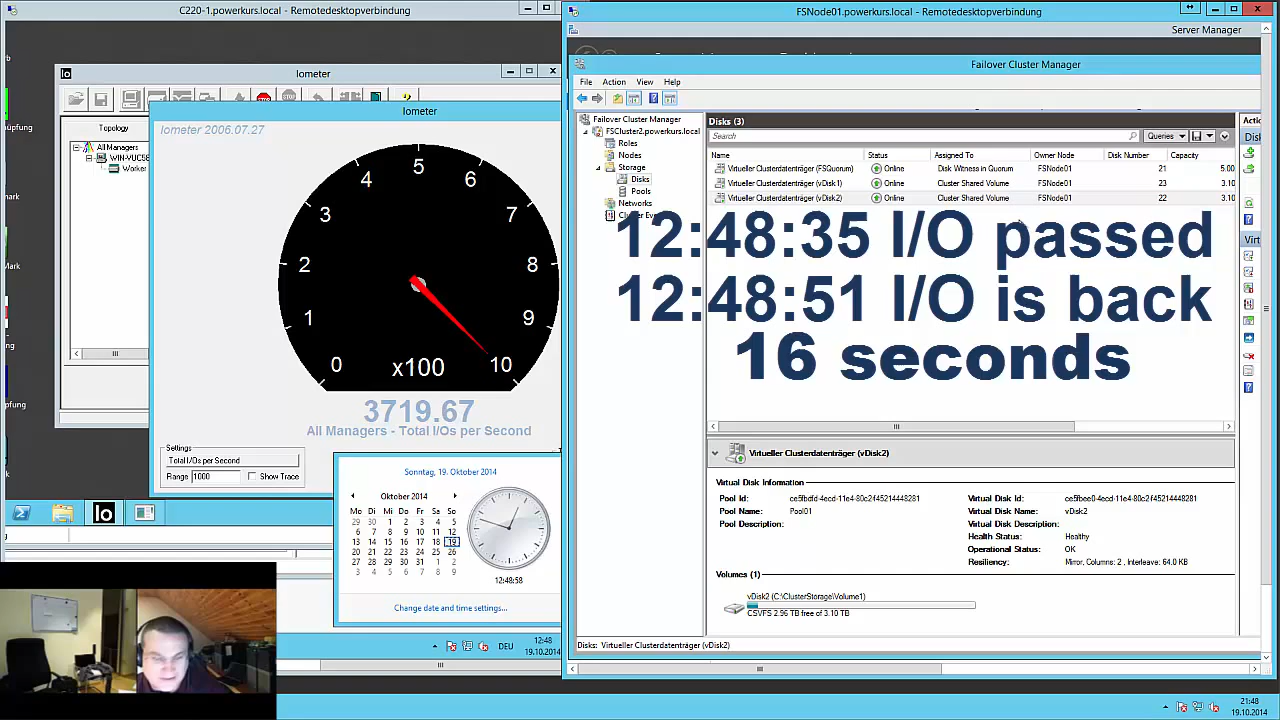 C220-1.powerkurs.local - Remotedesktopverbindung
Iometer
Topology
All Managers
WIN-VUC58
Worker
Iometer
Iometer 2006.07.27
0 1 2 3 4 5 6 7 8 9 10
x100
3719.67
All Managers - Total I/Os per Second
Settings
Total I/Os per Second
Range 1000 Show Trace
Sonntag, 19. Oktober 2014
Oktober 2014
Mo Di Mi Do Fr Sa So
29 30 1 2 3 4 5
6 7 8 9 10 11 12
13 14 15 16 17 18 19
20 21 22 23 24 25 26
27 28 29 30 31 1 2
3 4 5 6 7 8 9
12:48:58
Change date and time settings...
DEU
12:48
19.10.2014
FSNode01.powerkurs.local - Remotedesktopverbindung
Server Manager
Failover Cluster Manager
File Action View Help
Failover Cluster Manager
FSCluster2.powerkurs.local
Roles
Nodes
Storage
Disks
Pools
Networks
Disks (3)
Search
Queries
Name Status Assigned To Owner Node Disk Number Capacity
Virtueller Clusterdatenträger (FSQuorum) Online Disk Witness in Quorum FSNode01 21 5.00
Virtueller Clusterdatenträger (vDisk1) Online Cluster Shared Volume FSNode01 23 3.10
Virtueller Clusterdatenträger (vDisk2) Online Cluster Shared Volume FSNode01 22 3.10
12:48:35 I/O passed
12:48:51 I/O is back
16 seconds
Virtueller Clusterdatenträger (vDisk2)
Virtual Disk Information
Pool Id: ce5fbdfd-4ecd-11e4-80c2-f45214448281
Pool Name: Pool01
Pool Description:
Virtual Disk Id: ce5fbee0-4ecd-11e4-80c2-f45214448281
Virtual Disk Name: vDisk2
Virtual Disk Description:
Health Status: Healthy
Operational Status: OK
Resiliency: Mirror, Columns: 2 , Interleave: 64.0 KB
Volumes (1)
vDisk2 (C:\ClusterStorage\Volume1)
CSVFS 2.96 TB free of 3.10 TB
Disks: Virtueller Clusterdatenträger (vDisk2)
21:48
19.10.2014